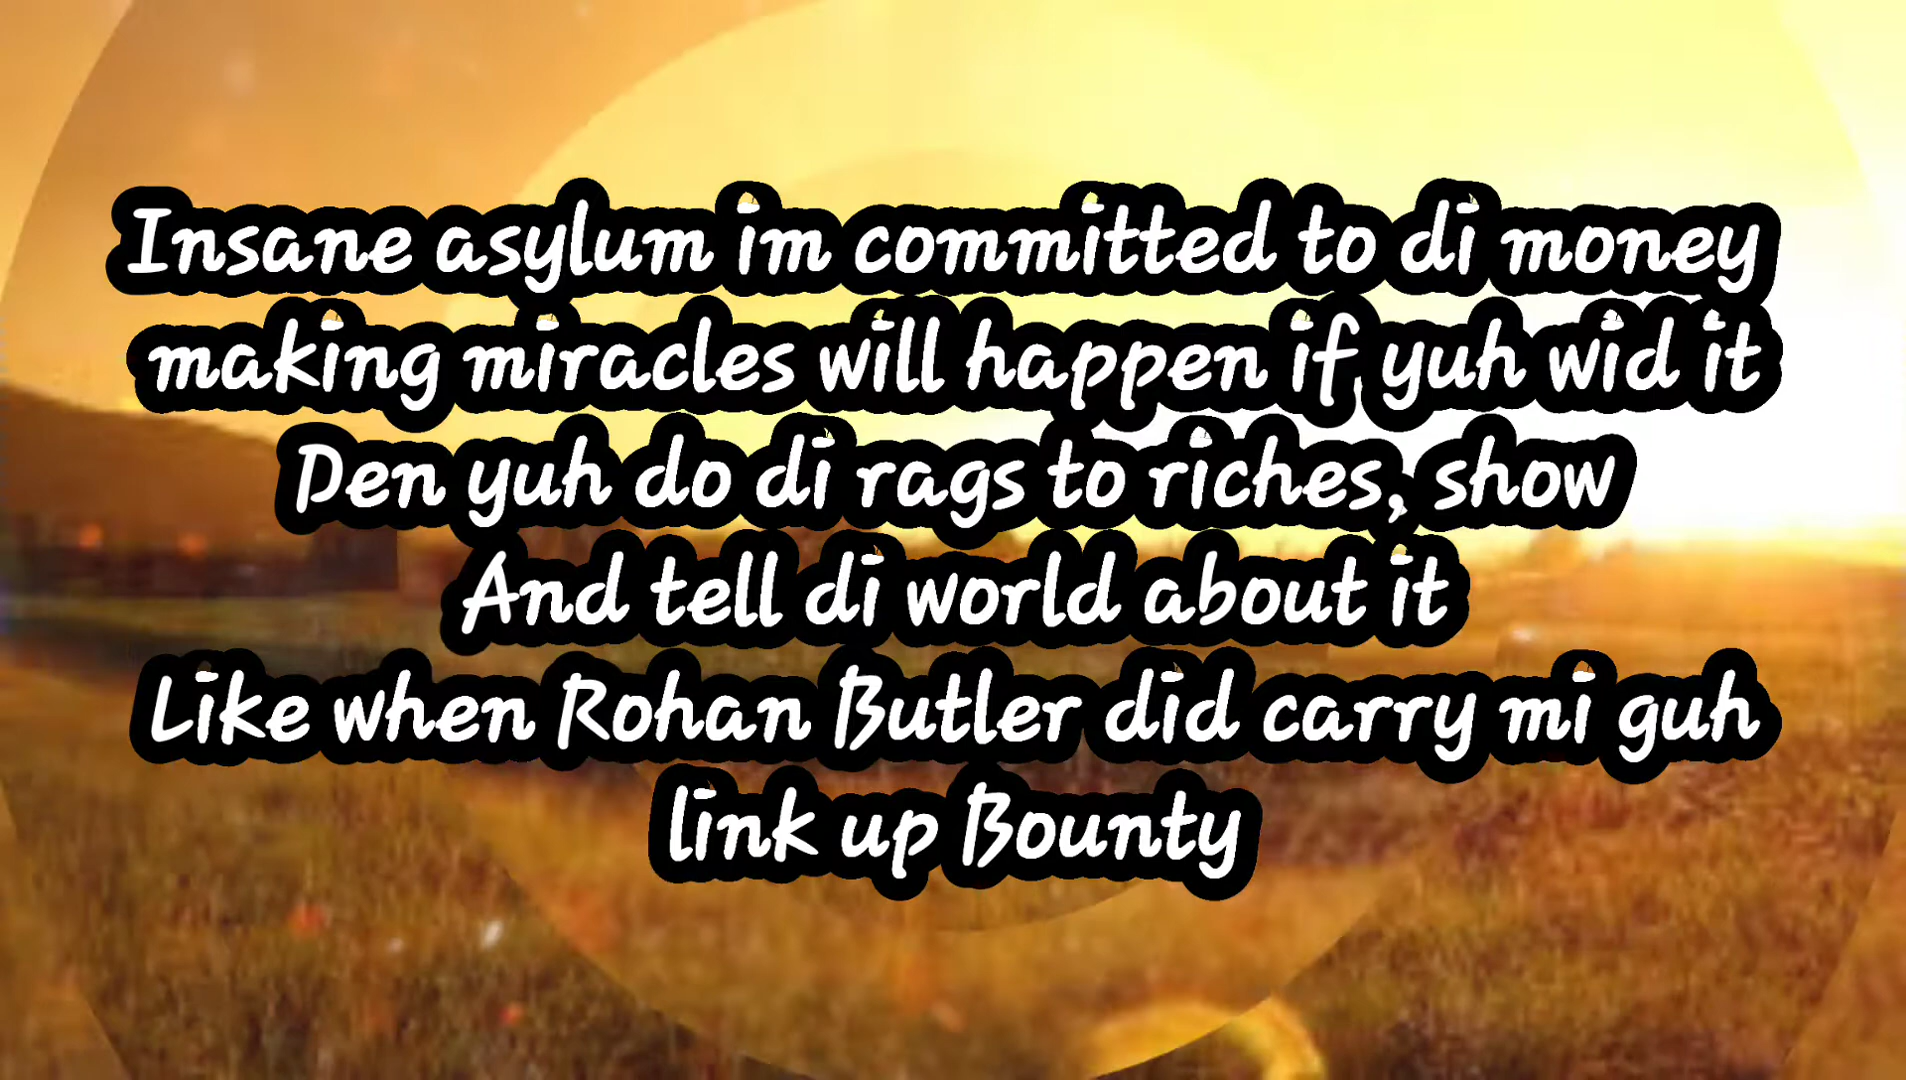 Insane asylum im committed to di money
making miracles will happen if yuh wid it
Den yuh do di rags to riches, show
And tell di world about it
Like when Rohan Butler did carry mi guh
link up Bounty